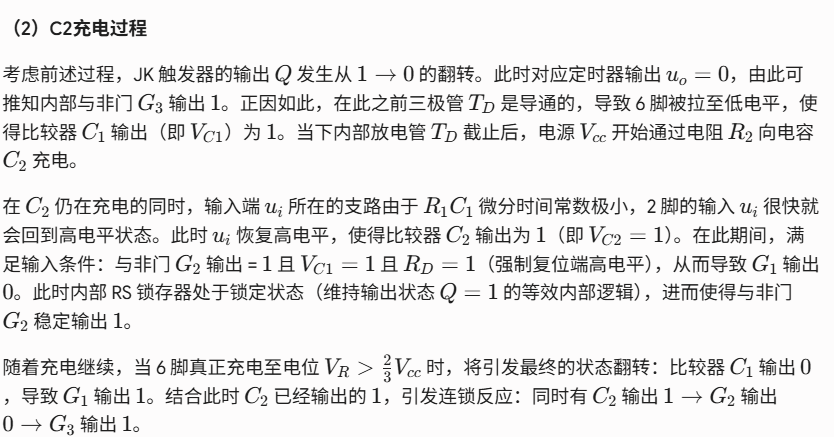 （2）C2充电过程
考虑前述过程，JK 触发器的输出 Q 发生从 1 → 0 的翻转。此时对应定时器输出 u_o = 0，由此可
推知内部与非门 G_3 输出 1。正因如此，在此之前三极管 T_D 是导通的，导致 6 脚被拉至低电平，使
得比较器 C_1 输出（即 V_{C1}）为 1。当下内部放电管 T_D 截止后，电源 V_{cc} 开始通过电阻 R_2 向电容
C_2 充电。
在 C_2 仍在充电的同时，输入端 u_i 所在的支路由于 R_1C_1 微分时间常数极小，2 脚的输入 u_i 很快就
会回到高电平状态。此时 u_i 恢复高电平，使得比较器 C_2 输出为 1（即 V_{C2} = 1）。在此期间，满
足输入条件：与非门 G_2 输出 = 1 且 V_{C1} = 1 且 R_D = 1（强制复位端高电平），从而导致 G_1 输出
0。此时内部 RS 锁存器处于锁定状态（维持输出状态 Q = 1 的等效内部逻辑），进而使得与非门
G_2 稳定输出 1。
随着充电继续，当 6 脚真正充电至电位 V_R > \frac{2}{3}V_{cc} 时，将引发最终的状态翻转：比较器 C_1 输出 0
，导致 G_1 输出 1。结合此时 C_2 已经输出的 1，引发连锁反应：同时有 C_2 输出 1 → G_2 输出
0 → G_3 输出 1。